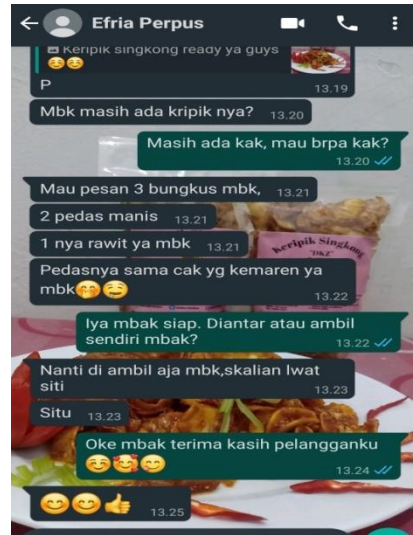 Efria Perpus
Keripik singkong ready ya guys
☺️☺️
P 13.19
Mbk masih ada kripik nya? 13.20
Masih ada kak, mau brpa kak?
13.20
Mau pesan 3 bungkus mbk, 13.21
2 pedas manis 13.21
1 nya rawit ya mbk 13.21
Keripik Singkong
"DKZ"
Pedasnya sama cak yg kemaren ya
mbk🤗😋
13.22
Iya mbak siap. Diantar atau ambil
sendiri mbak?
13.22
Nanti di ambil aja mbk,skalian lwat
siti
13.23
Situ 13.23
Oke mbak terima kasih pelangganku
☺️🥰😊
13.24
😊😊👍 13.25